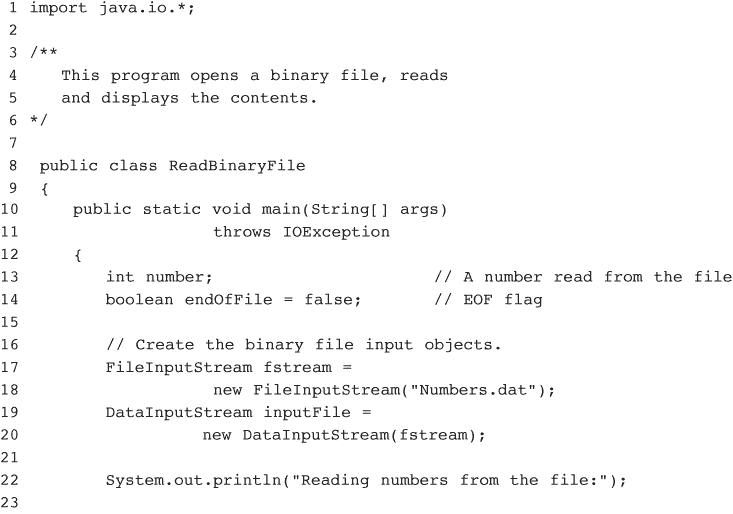 1 import java.io.*;
2
3 /**
4    This program opens a binary file, reads
5    and displays the contents.
6 */
7
8  public class ReadBinaryFile
9  {
10    public static void main(String[] args)
11                  throws IOException
12    {
13       int number;                      // A number read from the file
14       boolean endOfFile = false;       // EOF flag
15
16       // Create the binary file input objects.
17       FileInputStream fstream =
18                  new FileInputStream("Numbers.dat");
19       DataInputStream inputFile =
20                 new DataInputStream(fstream);
21
22       System.out.println("Reading numbers from the file:");
23